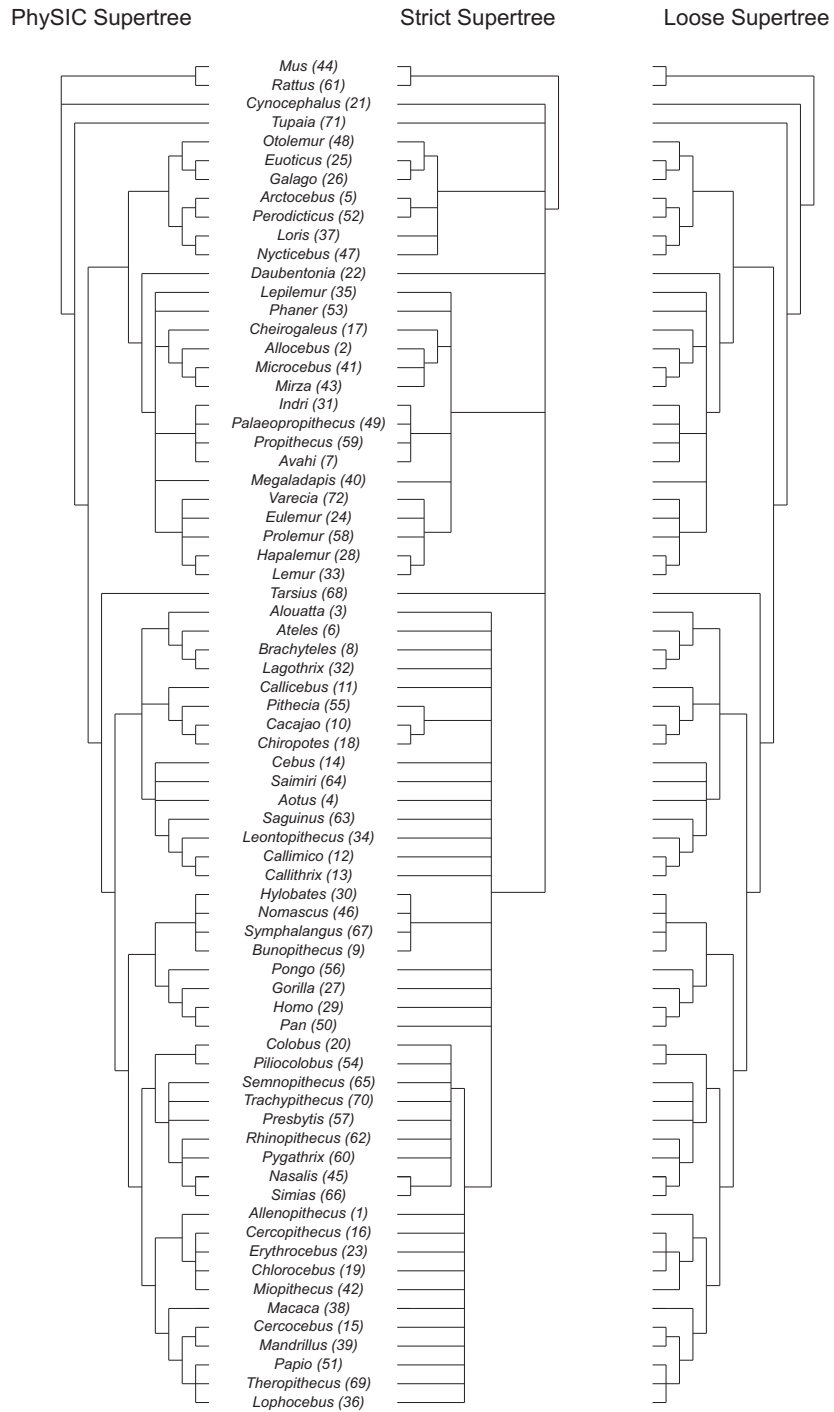 PhySIC Supertree Strict Supertree Loose Supertree
Mus (44)
Rattus (61)
Cynocephalus (21)
Tupaia (71)
Otolemur (48)
Euoticus (25)
Galago (26)
Arctocebus (5)
Perodicticus (52)
Loris (37)
Nycticebus (47)
Daubentonia (22)
Lepilemur (35)
Phaner (53)
Cheirogaleus (17)
Allocebus (2)
Microcebus (41)
Mirza (43)
Indri (31)
Palaeopropithecus (49)
Propithecus (59)
Avahi (7)
Megaladapis (40)
Varecia (72)
Eulemur (24)
Prolemur (58)
Hapalemur (28)
Lemur (33)
Tarsius (68)
Alouatta (3)
Ateles (6)
Brachyteles (8)
Lagothrix (32)
Callicebus (11)
Pithecia (55)
Cacajao (10)
Chiropotes (18)
Cebus (14)
Saimiri (64)
Aotus (4)
Saguinus (63)
Leontopithecus (34)
Callimico (12)
Callithrix (13)
Hylobates (30)
Nomascus (46)
Symphalangus (67)
Bunopithecus (9)
Pongo (56)
Gorilla (27)
Homo (29)
Pan (50)
Colobus (20)
Piliocolobus (54)
Semnopithecus (65)
Trachypithecus (70)
Presbytis (57)
Rhinopithecus (62)
Pygathrix (60)
Nasalis (45)
Simias (66)
Allenopithecus (1)
Cercopithecus (16)
Erythrocebus (23)
Chlorocebus (19)
Miopithecus (42)
Macaca (38)
Cercocebus (15)
Mandrillus (39)
Papio (51)
Theropithecus (69)
Lophocebus (36)